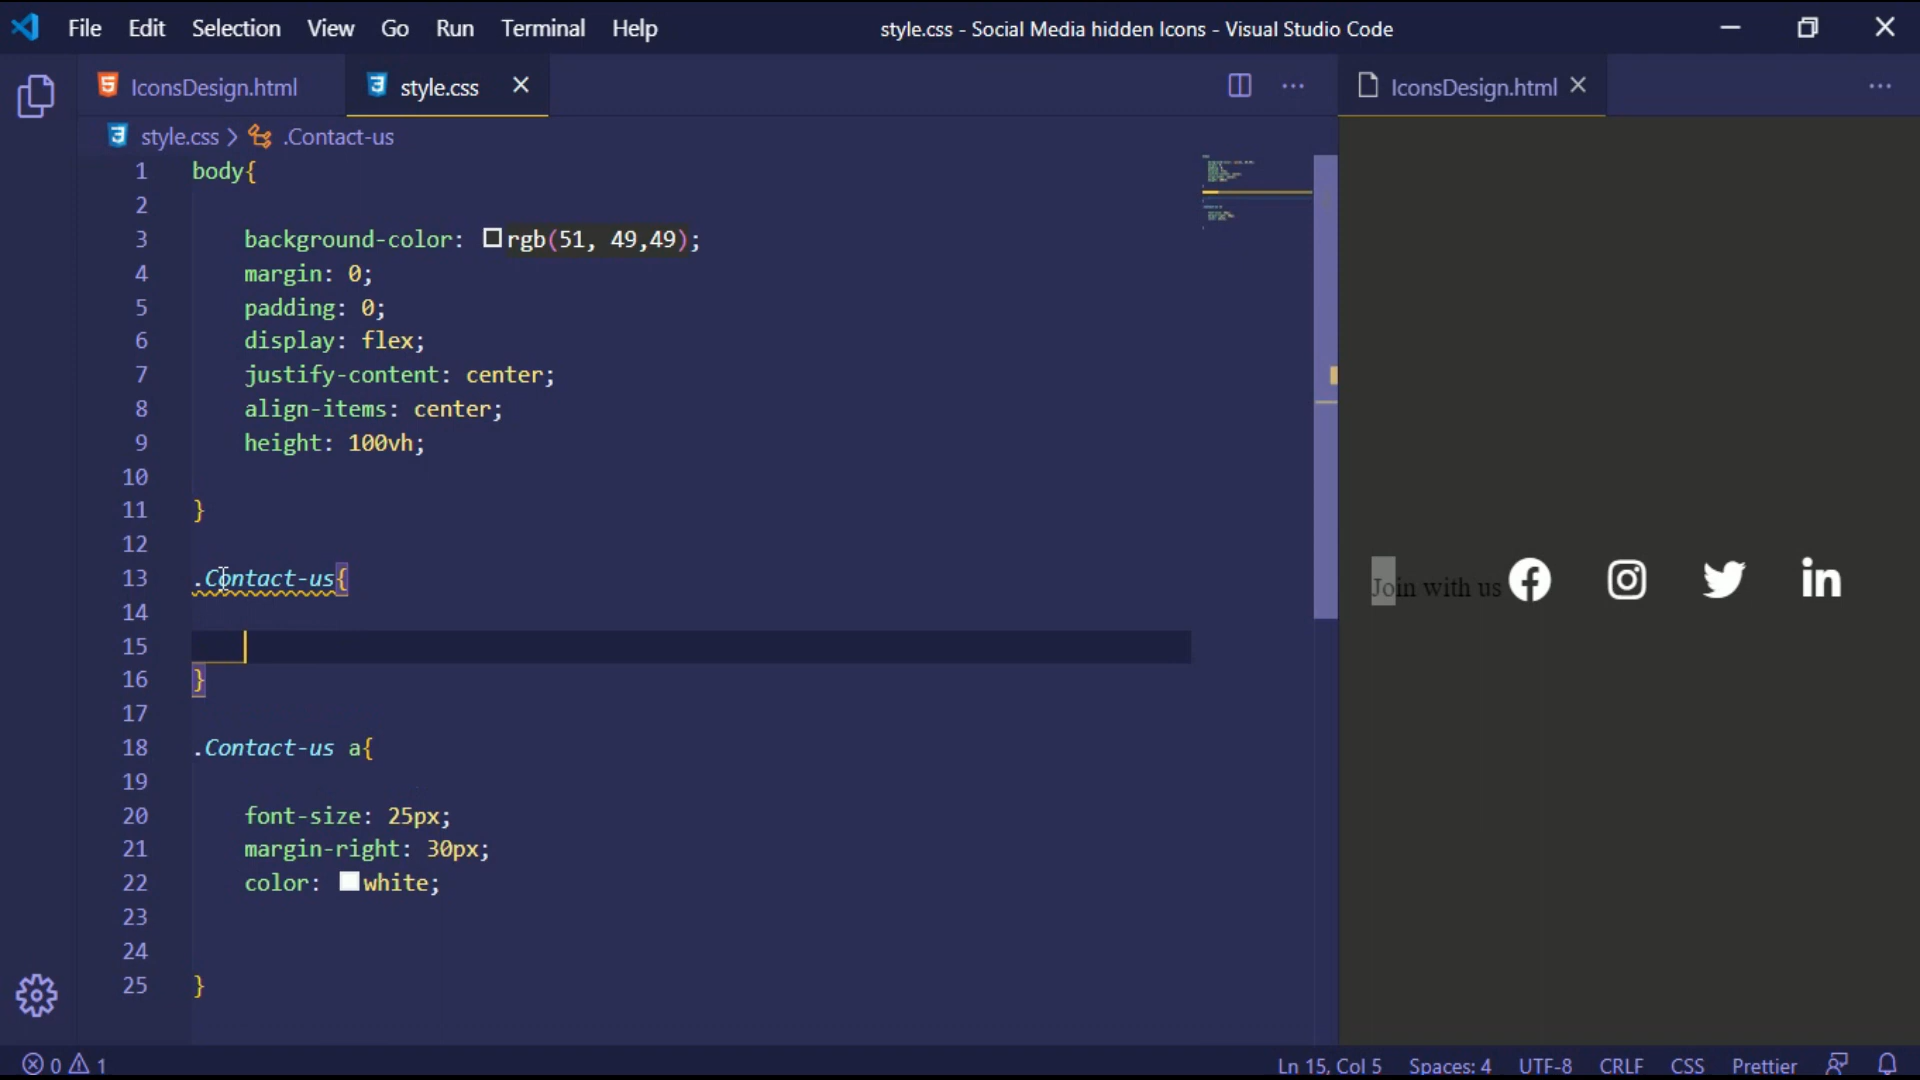 File Edit Selection View Go Run Terminal Help
style.css - Social Media hidden Icons - Visual Studio Code
IconsDesign.html
style.css
IconsDesign.html
style.css > .Contact-us
1 body{
2
3 background-color: rgb(51, 49,49);
4 margin: 0;
5 padding: 0;
6 display: flex;
7 justify-content: center;
8 align-items: center;
9 height: 100vh;
10
11 }
12
13 .Contact-us{
14
15
16 }
17
18 .Contact-us a{
19
20 font-size: 25px;
21 margin-right: 30px;
22 color: white;
23
24
25 }
Join with us
0 1
Ln 15, Col 5 Spaces: 4 UTF-8 CRLF CSS Prettier